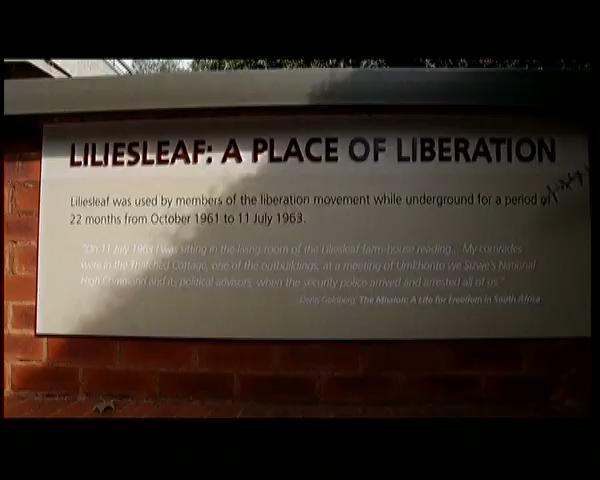 LILIESLEAF: A PLACE OF LIBERATION
Liliesleaf was used by members of the liberation movement while underground for a period of
22 months from October 1961 to 11 July 1963.
"On 11 July 1963 I was sitting in the living room of the Liliesleaf farm-house reading... My comrades
were in the Thatched Cottage, one of the outbuildings, at a meeting of Umkhonto we Sizwe's National
High Command and its political advisors, when the security police arrived and arrested all of us."
Denis Goldberg, The Mission: A Life for Freedom in South Africa